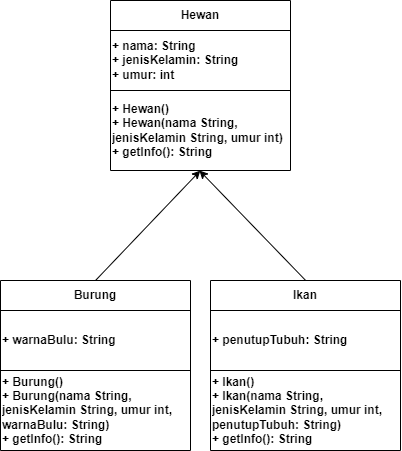 Hewan
+ nama: String
+ jenisKelamin: String
+ umur: int
+ Hewan()
+ Hewan(nama String,
jenisKelamin String, umur int)
+ getInfo(): String
Burung
+ warnaBulu: String
+ Burung()
+ Burung(nama String,
jenisKelamin String, umur int,
warnaBulu: String)
+ getInfo(): String
Ikan
+ penutupTubuh: String
+ Ikan()
+ Ikan(nama String,
jenisKelamin String, umur int,
penutupTubuh: String)
+ getInfo(): String